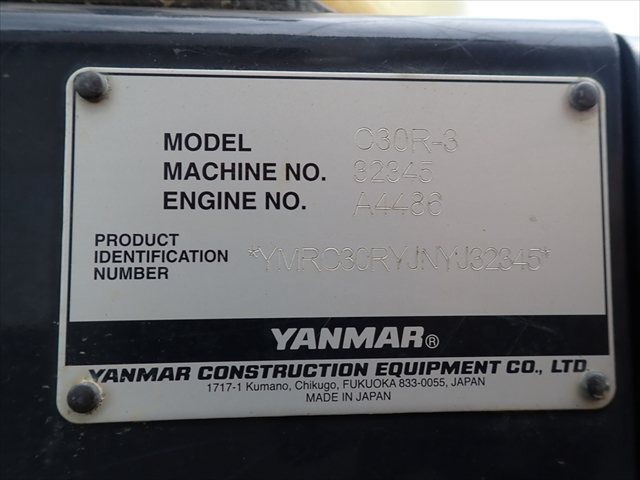 MODEL C30R-3
MACHINE NO. 32345
ENGINE NO. A4486
PRODUCT
IDENTIFICATION *YMRC30RYJNYJ32345*
NUMBER
YANMAR®
YANMAR CONSTRUCTION EQUIPMENT CO., LTD.
1717-1 Kumano, Chikugo, FUKUOKA 833-0055, JAPAN
MADE IN JAPAN